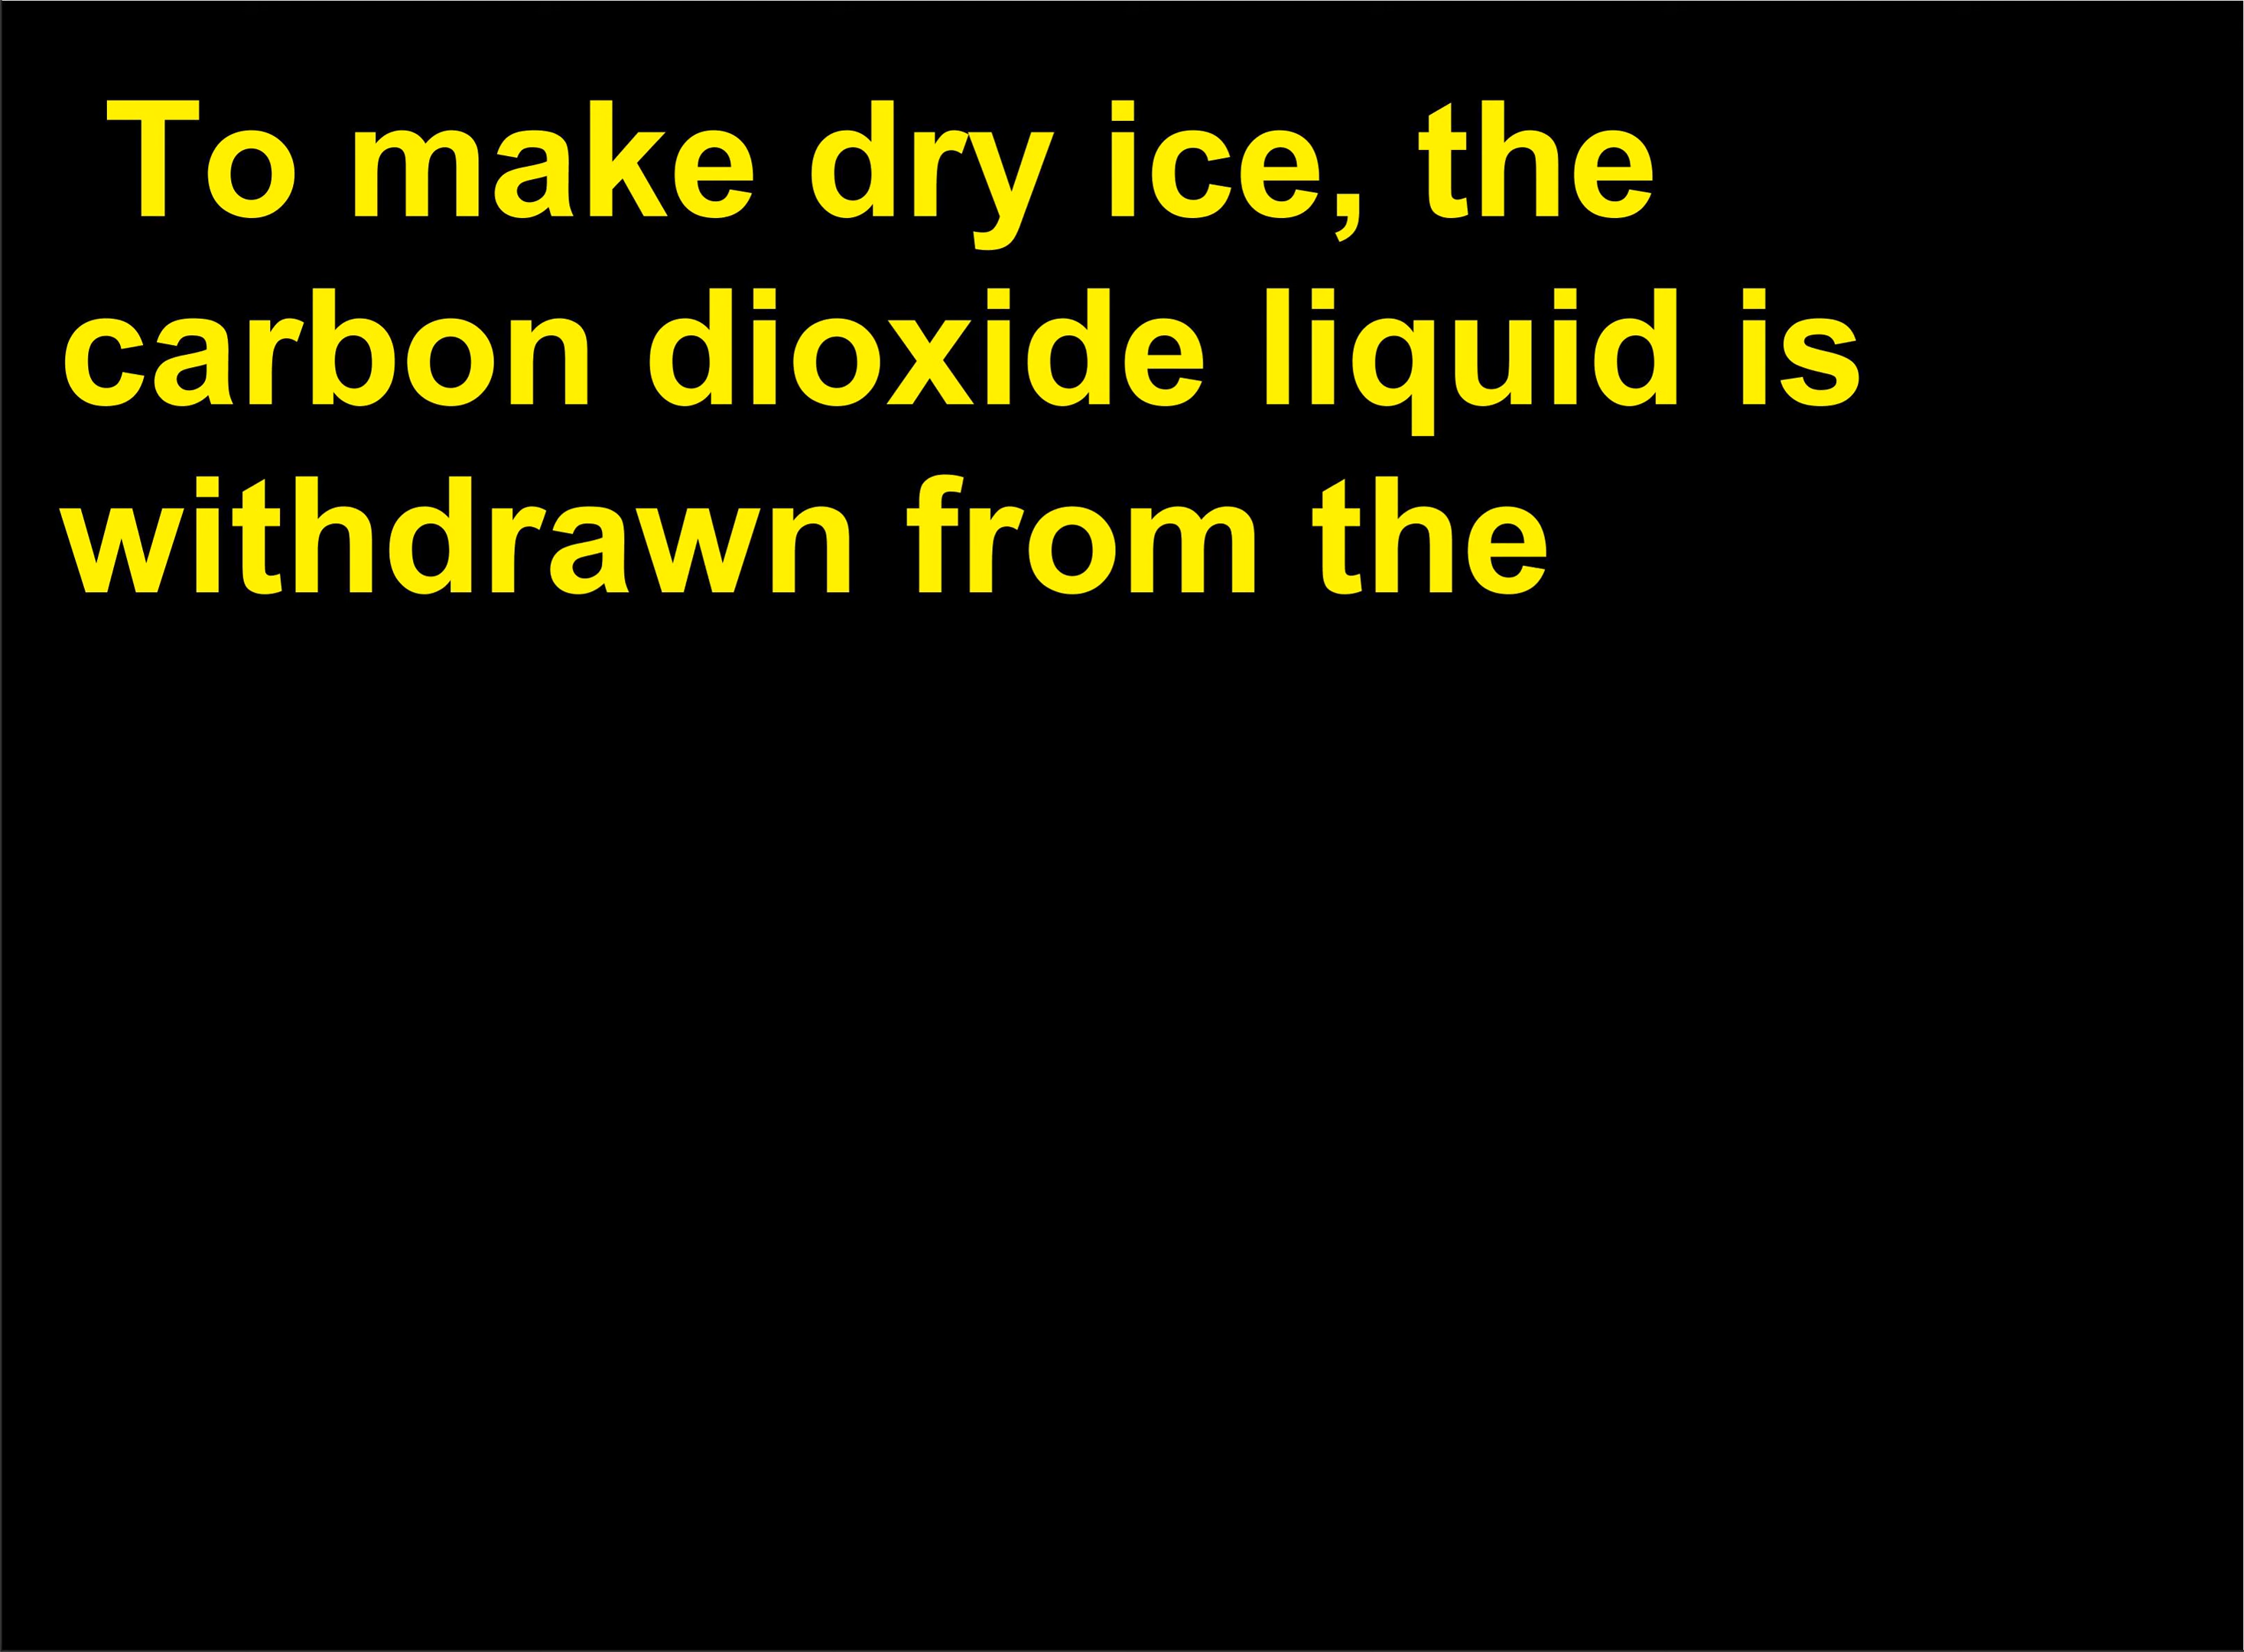 To make dry ice, the
carbon dioxide liquid is
withdrawn from the